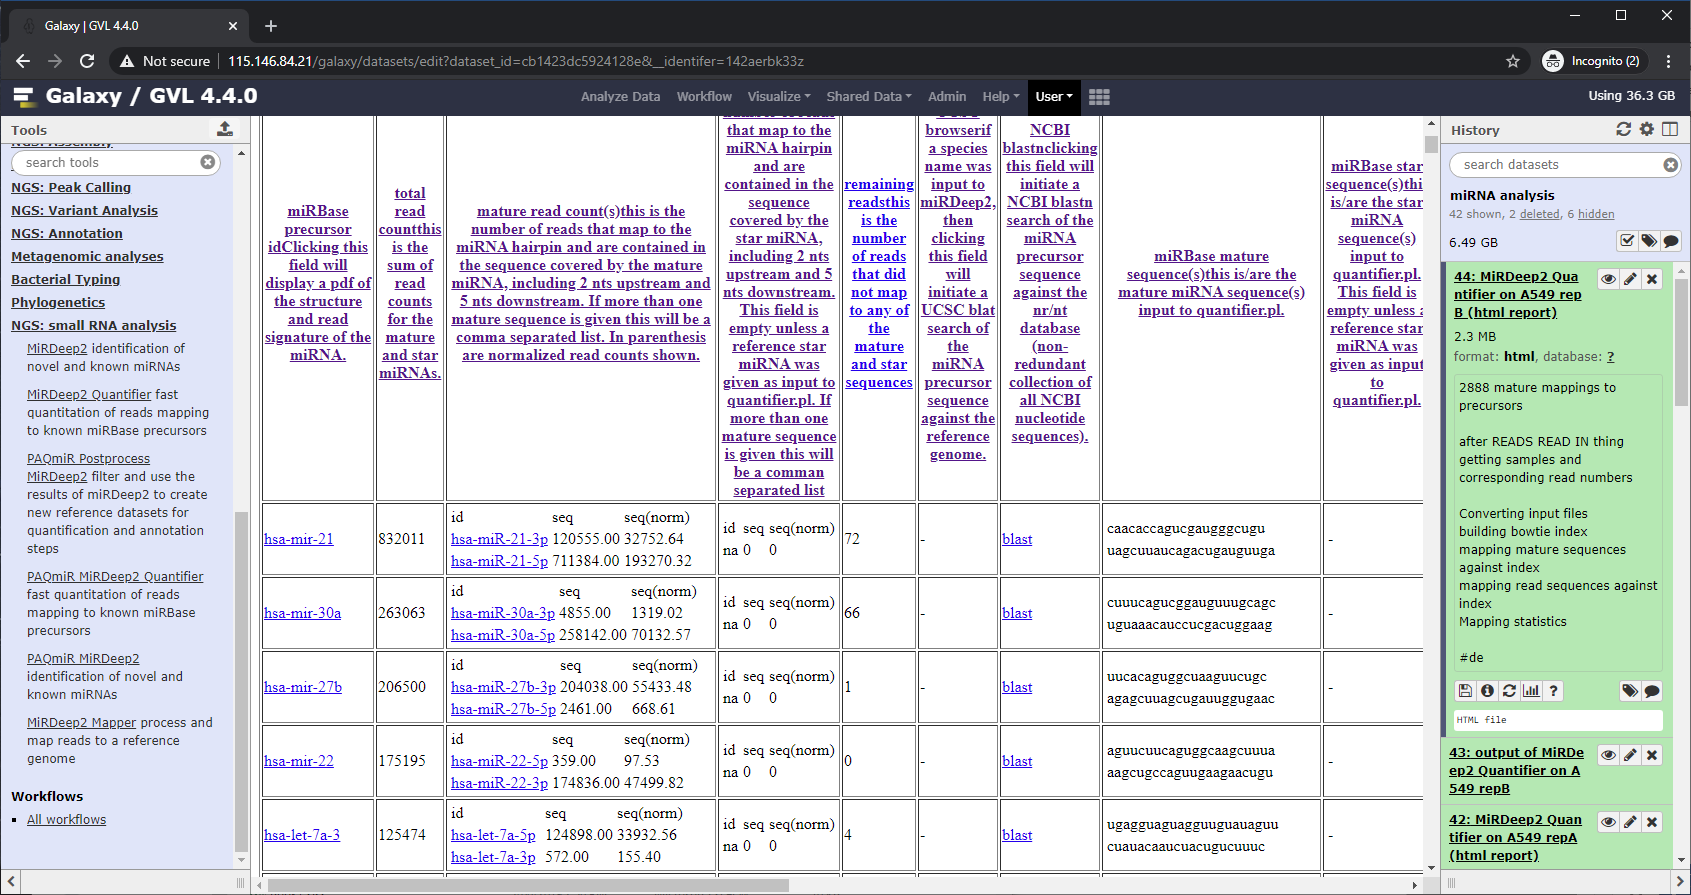 Galaxy | GVL 4.4.0
Not secure
115.146.84.21/galaxy/datasets/edit?dataset_id=cb1423dc5924128e&__identifer=142aerbk33z
Incognito (2)
Galaxy / GVL 4.4.0
Analyze Data
Workflow
Visualize
Shared Data
Admin
Help
User
Using 36.3 GB
Tools
NGS: Assembly
search tools
NGS: Peak Calling
NGS: Variant Analysis
NGS: Annotation
Metagenomic analyses
Bacterial Typing
Phylogenetics
NGS: small RNA analysis
MiRDeep2 identification of
novel and known miRNAs
MiRDeep2 Quantifier fast
quantitation of reads mapping
to known miRBase precursors
PAQmiR Postprocess
MiRDeep2 filter and use the
results of miRDeep2 to create
new reference datasets for
quantification and annotation
steps
PAQmiR MiRDeep2 Quantifier
fast quantitation of reads
mapping to known miRBase
precursors
PAQmiR MiRDeep2
identification of novel and
known miRNAs
MiRDeep2 Mapper process and
map reads to a reference
genome
Workflows
All workflows
miRBase
precursor
idClicking this
field will
display a pdf of
the structure
and read
signature of the
miRNA.
total
read
countthis
is the
sum of
read
counts
for the
mature
and star
miRNAs.
mature read count(s)this is the
number of reads that map to the
miRNA hairpin and are contained in
the sequence covered by the mature
miRNA, including 2 nts upstream and
5 nts downstream. If more than one
mature sequence is given this will be a
comma separated list. In parenthesis
are normalized read counts shown.
number of reads
that map to the
miRNA hairpin
and are
contained in the
sequence
covered by the
star miRNA,
including 2 nts
upstream and 5
nts downstream.
This field is
empty unless a
reference star
miRNA was
given as input to
quantifier.pl. If
more than one
mature sequence
is given this will
be a comman
separated list
remaining
readsthis
is the
number
of reads
that did
not map
to any of
the
mature
and star
sequences
UCSC
browserif
a species
name was
input to
miRDeep2,
then
clicking
this field
will
initiate a
UCSC blat
search of
the
miRNA
precursor
sequence
against the
reference
genome.
NCBI
blastnclicking
this field will
initiate a
NCBI blastn
search of the
miRNA
precursor
sequence
against the
nr/nt
database
(non-
redundant
collection of
all NCBI
nucleotide
sequences).
miRBase mature
sequence(s)this is/are the
mature miRNA sequence(s)
input to quantifier.pl.
miRBase star
sequence(s)thi
is/are the star
miRNA
sequence(s)
input to
quantifier.pl.
This field is
empty unless a
reference star
miRNA was
given as input
to
quantifier.pl.
hsa-mir-21
832011
id seq seq(norm)
hsa-miR-21-3p 120555.00 32752.64
hsa-miR-21-5p 711384.00 193270.32
id seq seq(norm)
na 0 0
72
-
blast
caacaccagucgaugggcugu
uagcuuaucagacugauguuga
-
hsa-mir-30a
263063
id seq seq(norm)
hsa-miR-30a-3p 4855.00 1319.02
hsa-miR-30a-5p 258142.00 70132.57
id seq seq(norm)
na 0 0
66
-
blast
cuuucagucggauguuugcagc
uguaaacauccucgacuggaag
-
hsa-mir-27b
206500
id seq seq(norm)
hsa-miR-27b-3p 204038.00 55433.48
hsa-miR-27b-5p 2461.00 668.61
id seq seq(norm)
na 0 0
1
-
blast
uucacaguggcuaaguucugc
agagcuuagcugauuggugaac
-
hsa-mir-22
175195
id seq seq(norm)
hsa-miR-22-5p 359.00 97.53
hsa-miR-22-3p 174836.00 47499.82
id seq seq(norm)
na 0 0
0
-
blast
aguucuucaguggcaagcuuua
aagcugccaguugaagaacugu
-
hsa-let-7a-3
125474
id seq seq(norm)
hsa-let-7a-5p 124898.00 33932.56
hsa-let-7a-3p 572.00 155.40
id seq seq(norm)
na 0 0
4
-
blast
ugagguaguagguuguauaguu
cuauacaaucuacugucuuuc
-
History
search datasets
miRNA analysis
42 shown, 2 deleted, 6 hidden
6.49 GB
44: MiRDeep2 Qua
ntifier on A549 rep
B (html report)
2.3 MB
format: html, database: ?
2888 mature mappings to
precursors
after READS READ IN thing
getting samples and
corresponding read numbers
Converting input files
building bowtie index
mapping mature sequences
against index
mapping read sequences against
index
Mapping statistics
#de
HTML file
43: output of MiRDe
ep2 Quantifier on A
549 repB
42: MiRDeep2 Quan
tifier on A549 repA
(html report)